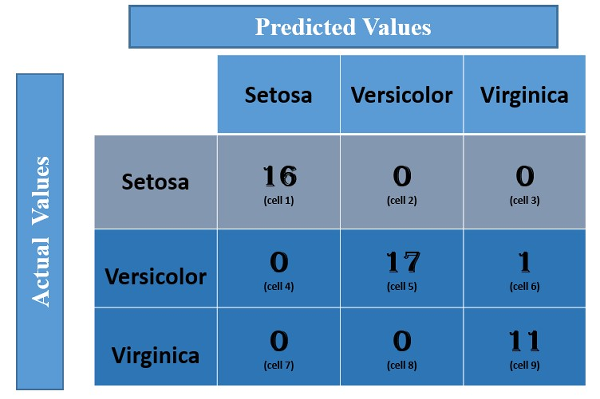 Predicted Values
Actual Values
Setosa Versicolor Virginica
Setosa 16 0 0
(cell 1) (cell 2) (cell 3)
Versicolor 0 17 1
(cell 4) (cell 5) (cell 6)
Virginica 0 0 11
(cell 7) (cell 8) (cell 9)